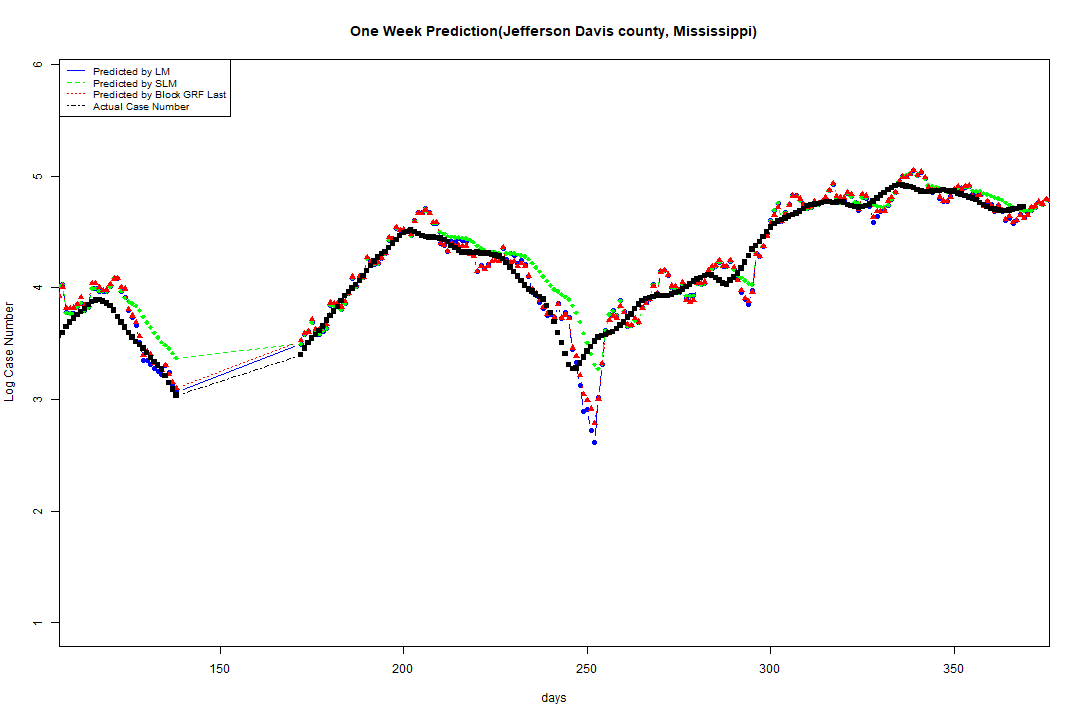 One Week Prediction(Jefferson Davis county, Mississippi)
Predicted by LM
Predicted by SLM
Predicted by Block GRF Last
Actual Case Number
6
5
4
3
2
1
Log Case Number
150 200 250 300 350
days